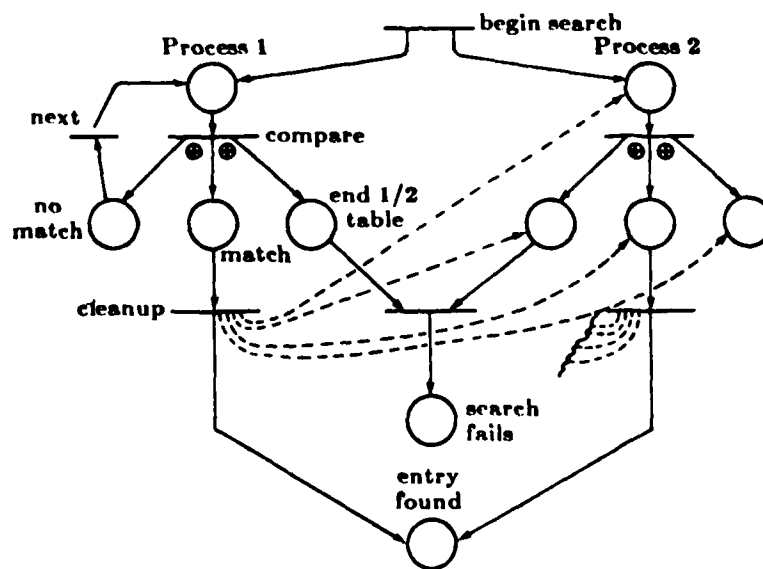 begin search
Process 1
Process 2
next
compare
no
match
match
end 1/2
table
cleanup
search
fails
entry
found